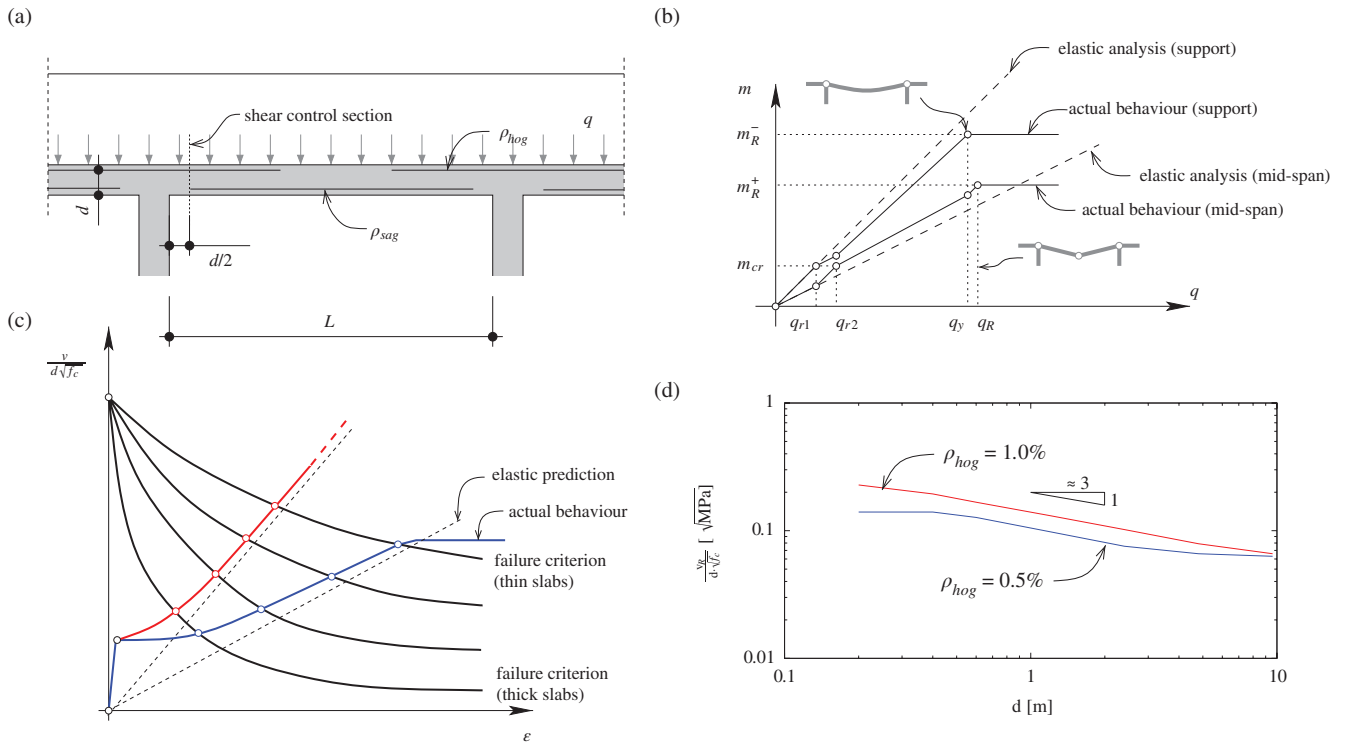 (a)
shear control section
q
ρhog
d
ρsag
d/2
L
(b)
elastic analysis (support)
m
actual behaviour (support)
mR−
mR+
elastic analysis (mid-span)
actual behaviour (mid-span)
mcr
q
qr1 qr2 qy qR
(c)
v
d√fc
elastic prediction
actual behaviour
failure criterion
(thin slabs)
failure criterion
(thick slabs)
ε
(d)
1
ρhog = 1.0%
≈ 3
1
vR
d·√fc [√MPa]
0.1
ρhog = 0.5%
0.01
0.1 1 10
d [m]